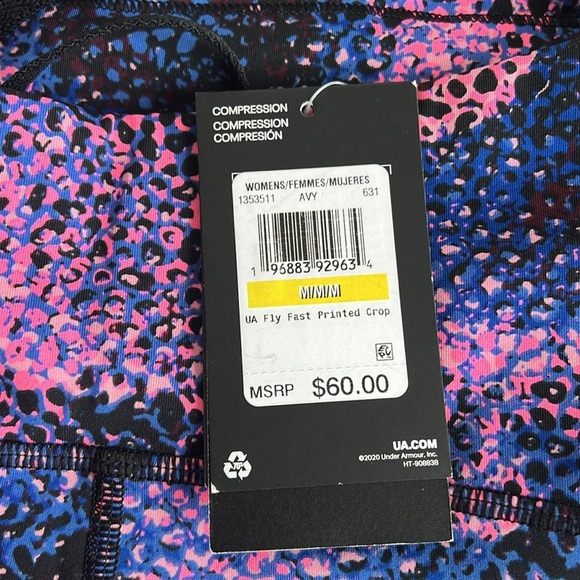 COMPRESSION
COMPRESSION
COMPRESIÓN
WOMENS/FEMMES/MUJERES
1353511 AVY 631
1 96883 92963 4
M/M/M
UA Fly Fast Printed Crop
MSRP $60.00
UA.COM
©2020 Under Armour, Inc.
HT-908838